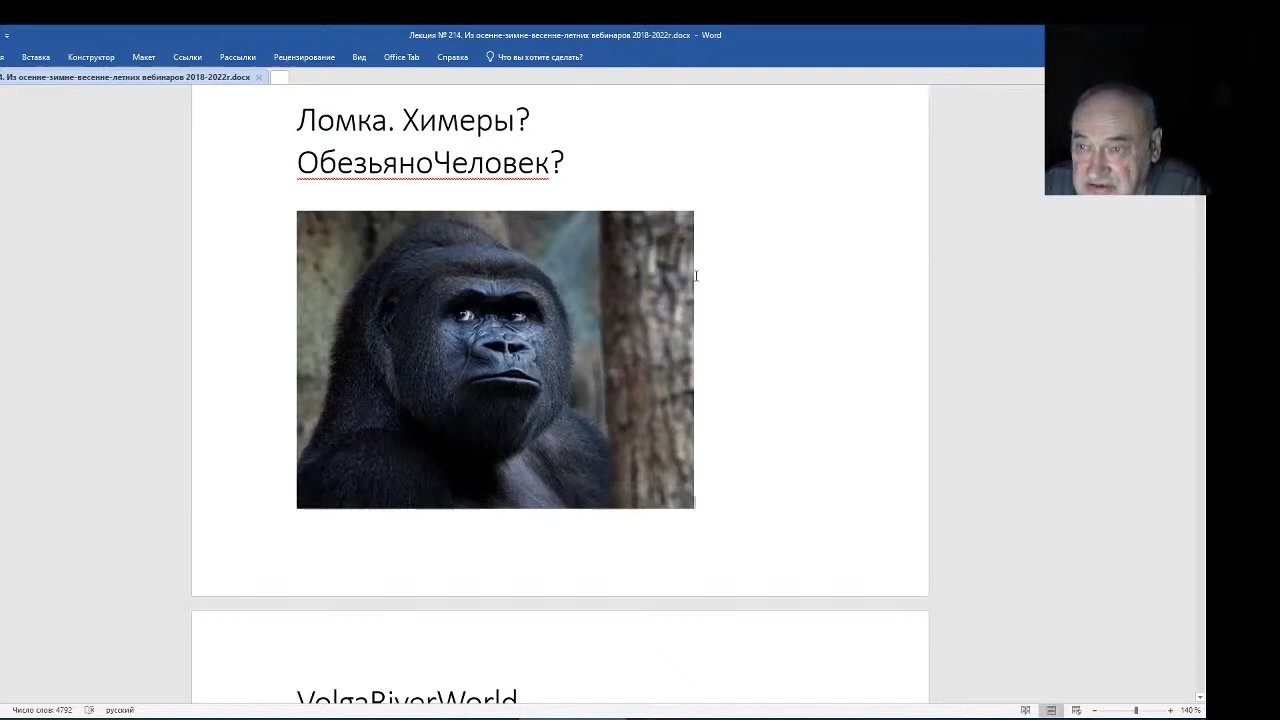 Лекция № 214. Из осенне-зимне-весенне-летних вебинаров 2018-2022г.docx - Word
Вставка Конструктор Макет Ссылки Рассылки Рецензирование Вид Office Tab Справка Что вы хотите сделать?
4. Из осенне-зимне-весенне-летних вебинаров 2018-2022г.docx
Ломка. Химеры?
ОбезьяноЧеловек?
VolgaRiverWorld
Число слов: 4792 русский 140%